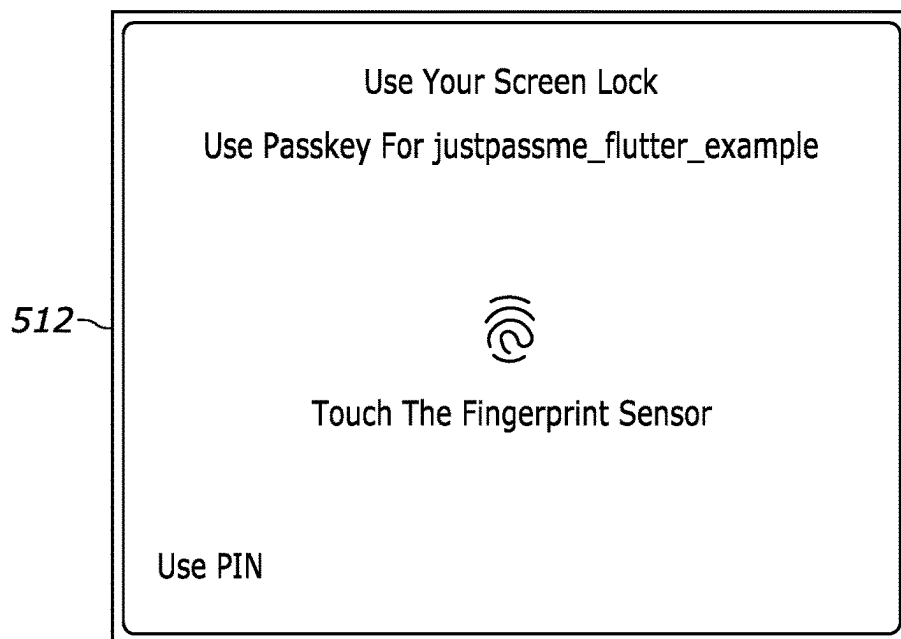 Use Your Screen Lock
Use Passkey For justpassme_flutter_example
512
Touch The Fingerprint Sensor
Use PIN